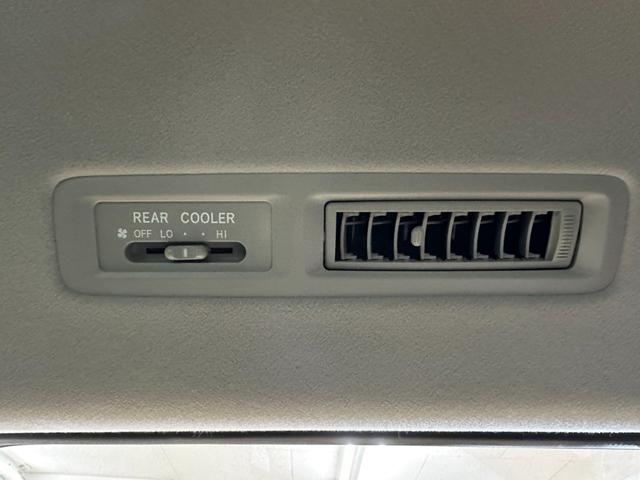 REAR COOLER
OFF LO • • HI